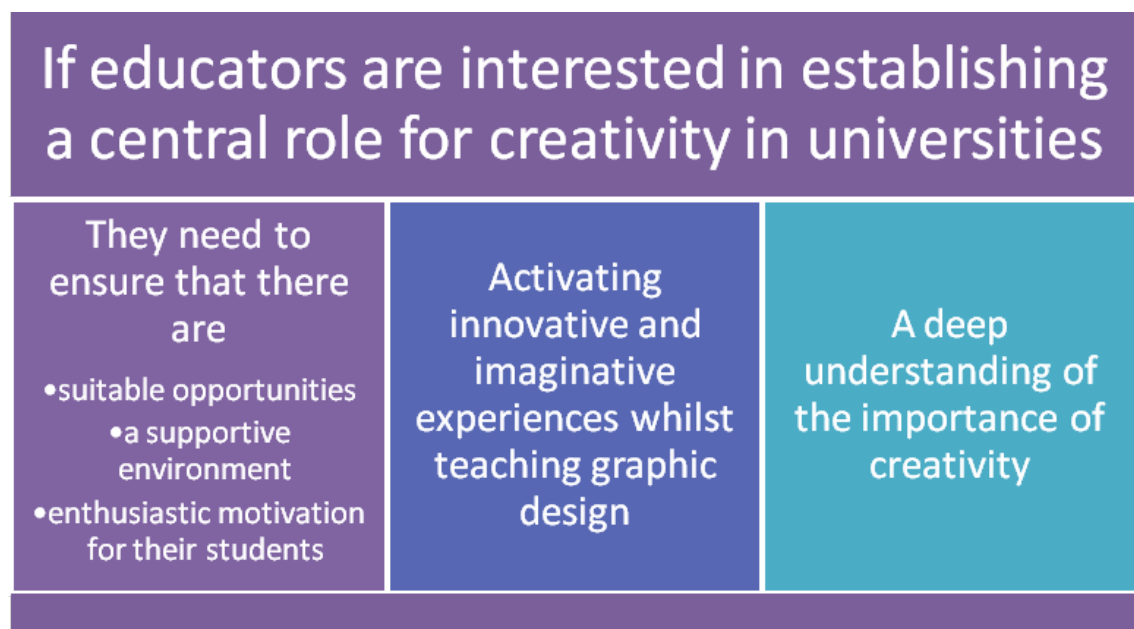 If educators are interested in establishing
a central role for creativity in universities
They need to
ensure that there
are
•suitable opportunities
•a supportive
environment
•enthusiastic motivation
for their students
Activating
innovative and
imaginative
experiences whilst
teaching graphic
design
A deep
understanding of
the importance of
creativity